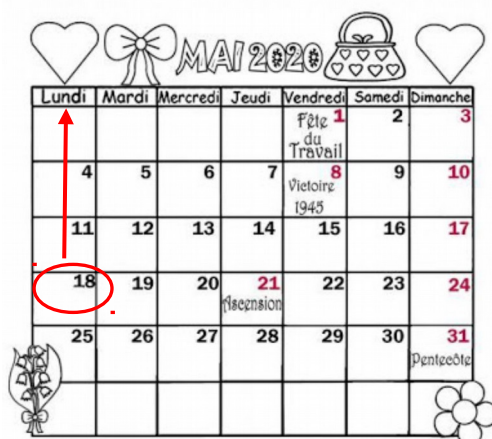 MAI 2020
Lundi Mardi Mercredi Jeudi Vendredi Samedi Dimanche
Fête 1 2 3
du
Travail
4 5 6 7 8 9 10
Victoire
1945
11 12 13 14 15 16 17
18 19 20 21 22 23 24
Ascension
25 26 27 28 29 30 31
Pentecôte